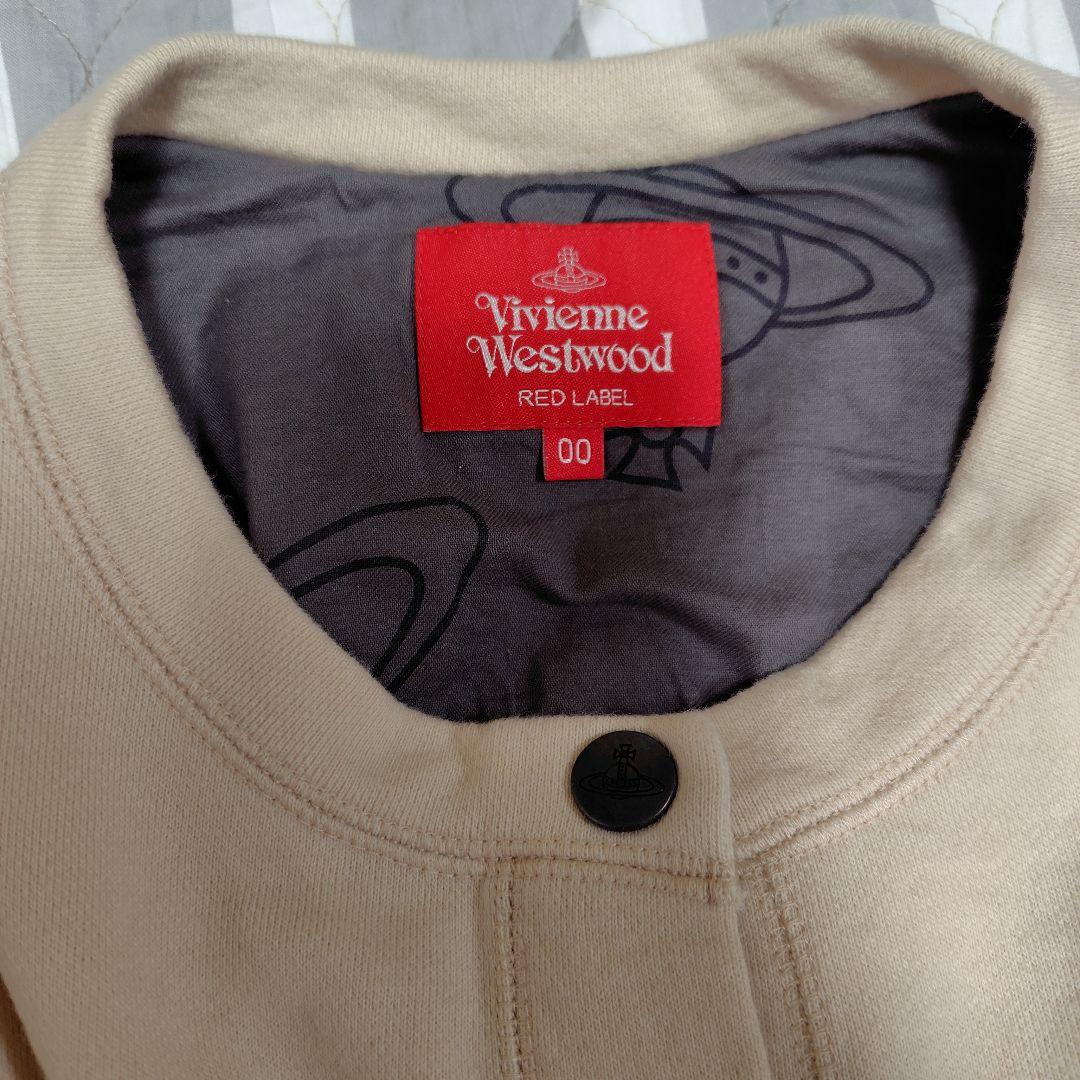 Vivienne
Westwood
RED LABEL
00